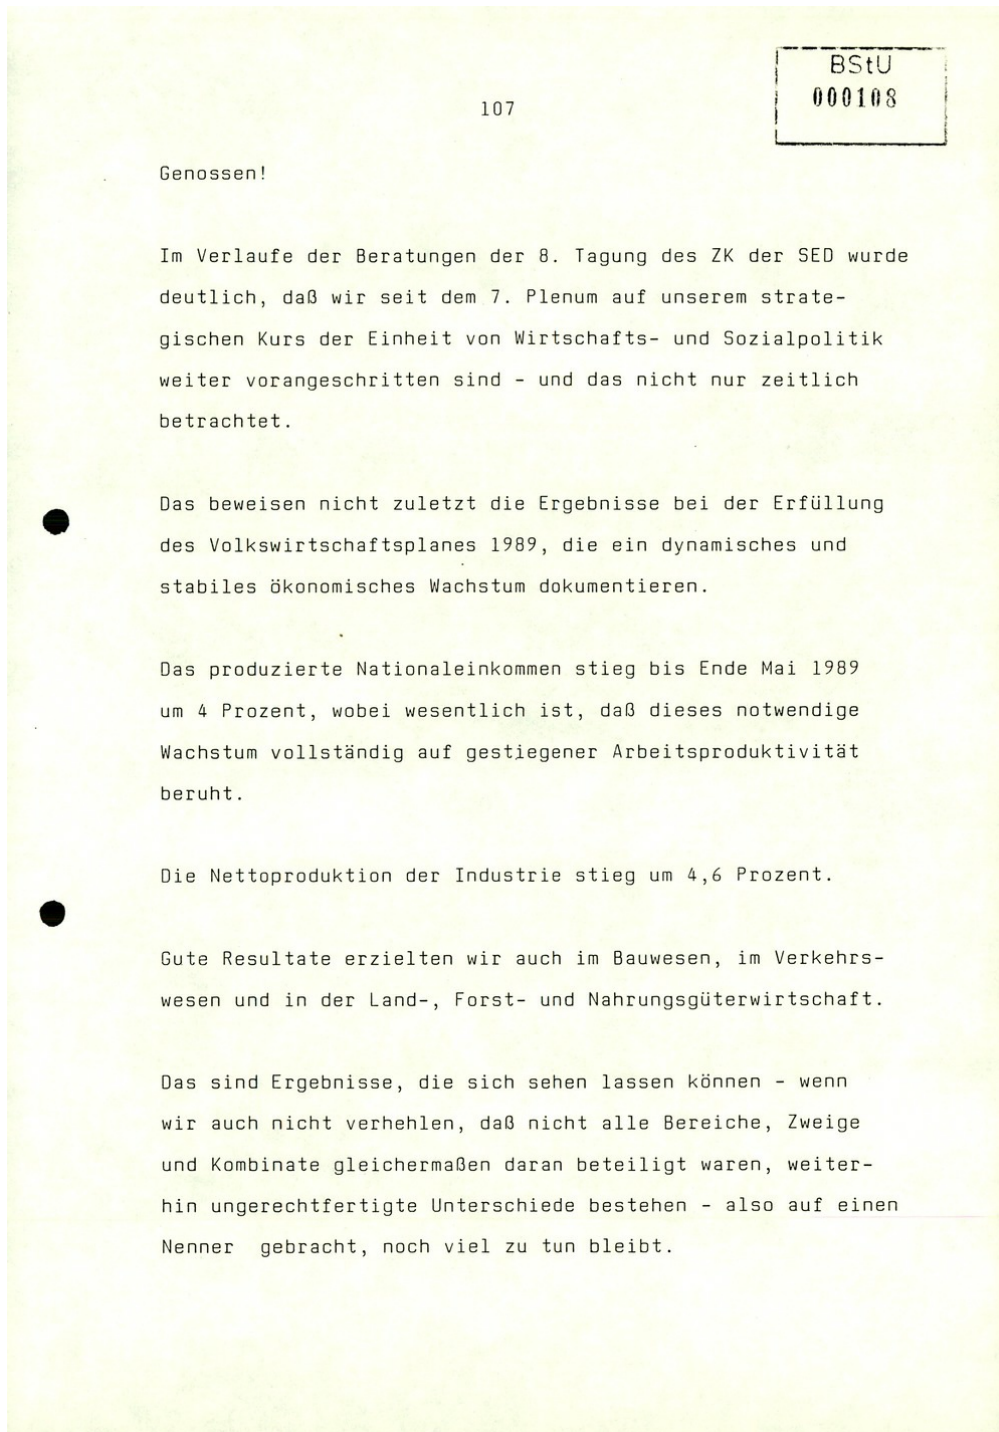 BStU
000108
107
Genossen!
Im Verlaufe der Beratungen der 8. Tagung des ZK der SED wurde
deutlich, daß wir seit dem 7. Plenum auf unserem strate-
gischen Kurs der Einheit von Wirtschafts- und Sozialpolitik
weiter vorangeschritten sind - und das nicht nur zeitlich
betrachtet.
Das beweisen nicht zuletzt die Ergebnisse bei der Erfüllung
des Volkswirtschaftsplanes 1989, die ein dynamisches und
stabiles ökonomisches Wachstum dokumentieren.
Das produzierte Nationaleinkommen stieg bis Ende Mai 1989
um 4 Prozent, wobei wesentlich ist, daß dieses notwendige
Wachstum vollständig auf gestiegener Arbeitsproduktivität
beruht.
Die Nettoproduktion der Industrie stieg um 4,6 Prozent.
Gute Resultate erzielten wir auch im Bauwesen, im Verkehrs-
wesen und in der Land-, Forst- und Nahrungsgüterwirtschaft.
Das sind Ergebnisse, die sich sehen lassen können - wenn
wir auch nicht verhehlen, daß nicht alle Bereiche, Zweige
und Kombinate gleichermaßen daran beteiligt waren, weiter-
hin ungerechtfertigte Unterschiede bestehen - also auf einen
Nenner  gebracht, noch viel zu tun bleibt.